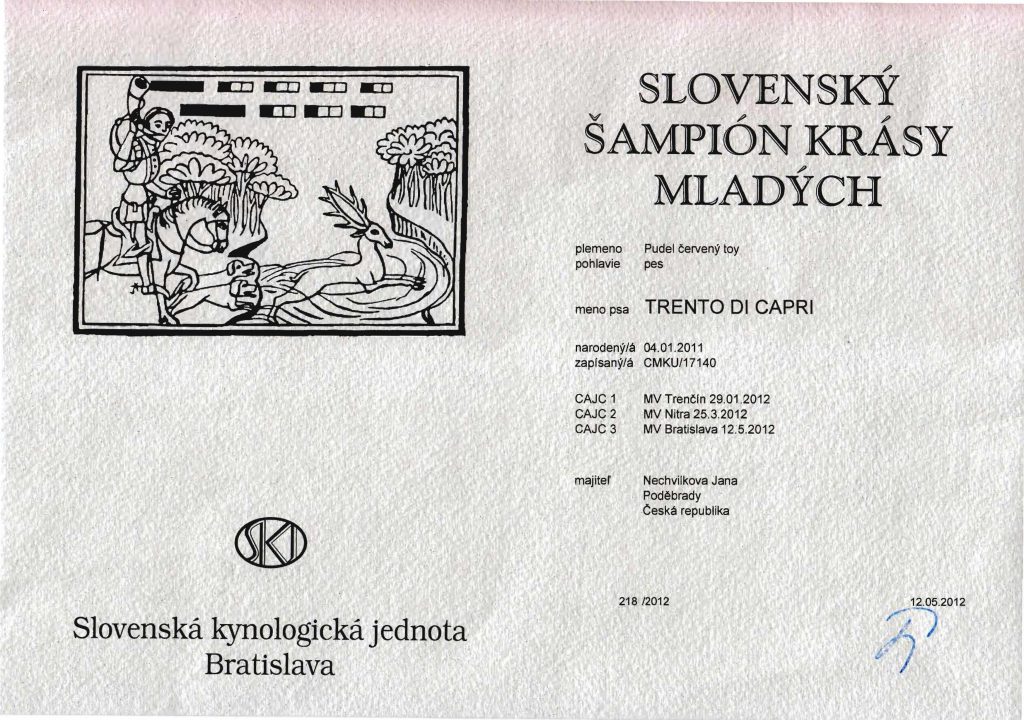 SKJ
Slovenská kynologická jednota
Bratislava
SLOVENSKÝ
ŠAMPIÓN KRÁSY
MLADÝCH
plemeno Pudel červený toy
pohlavie pes
meno psa TRENTO DI CAPRI
narodený/á 04.01.2011
zapísaný/á CMKU/17140
CAJC 1 MV Trenčín 29.01.2012
CAJC 2 MV Nitra 25.3.2012
CAJC 3 MV Bratislava 12.5.2012
majiteľ Nechvilkova Jana
Poděbrady
Česká republika
218 /2012 12.05.2012